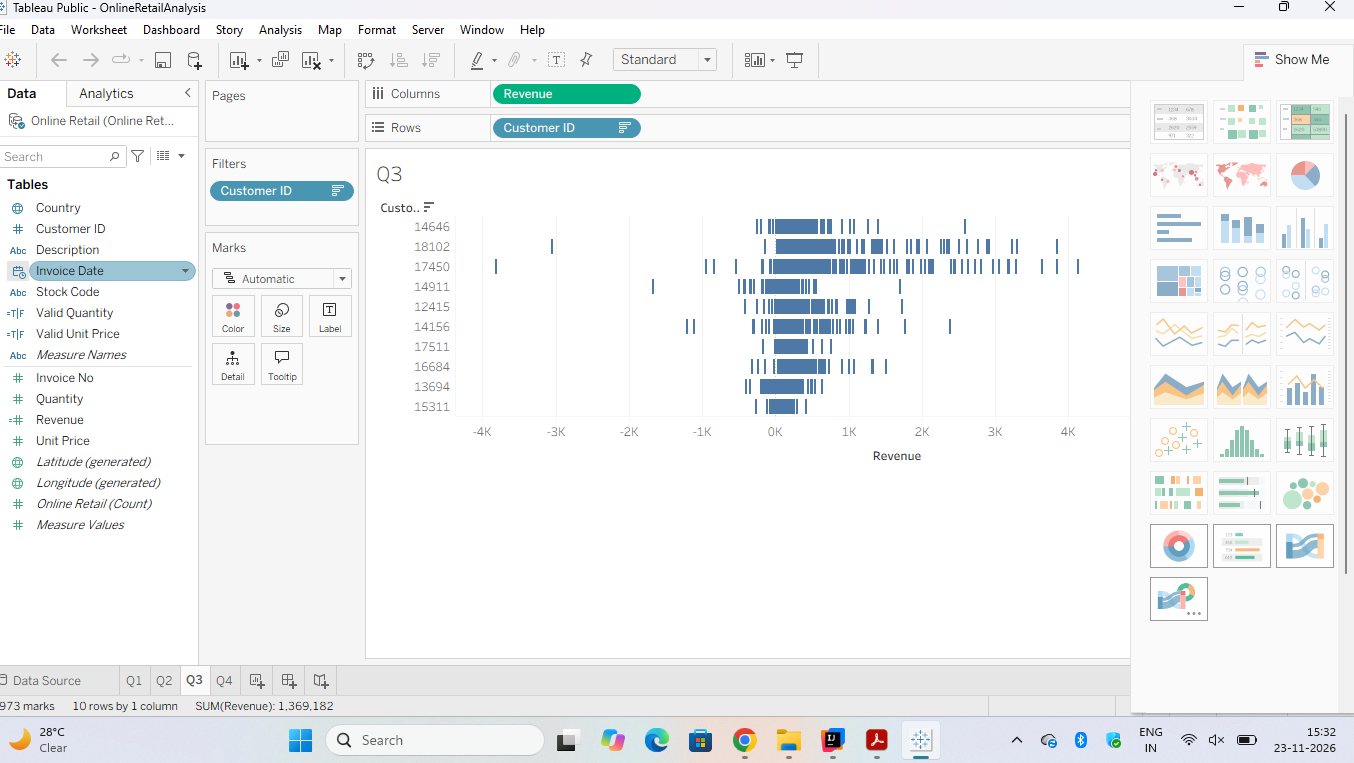 Tableau Public - OnlineRetailAnalysis
File Data Worksheet Dashboard Story Analysis Map Format Server Window Help
Standard
Show Me
Data Analytics
Online Retail (Online Ret...
Search
Tables
Country
Customer ID
Abc Description
Invoice Date
Abc Stock Code
=T|F Valid Quantity
=T|F Valid Unit Price
Abc Measure Names
Invoice No
Quantity
Revenue
Unit Price
Latitude (generated)
Longitude (generated)
Online Retail (Count)
Measure Values
Pages
Filters
Customer ID
Marks
Automatic
Color Size Label
Detail Tooltip
Columns Revenue
Rows Customer ID
Q3
Custo..
14646
18102
17450
14911
12415
14156
17511
16684
13694
15311
-4K -3K -2K -1K 0K 1K 2K 3K 4K
Revenue
Data Source Q1 Q2 Q3 Q4
973 marks 10 rows by 1 column SUM(Revenue): 1,369,182
28°C
Clear
Search
ENG
IN
15:32
23-11-2026